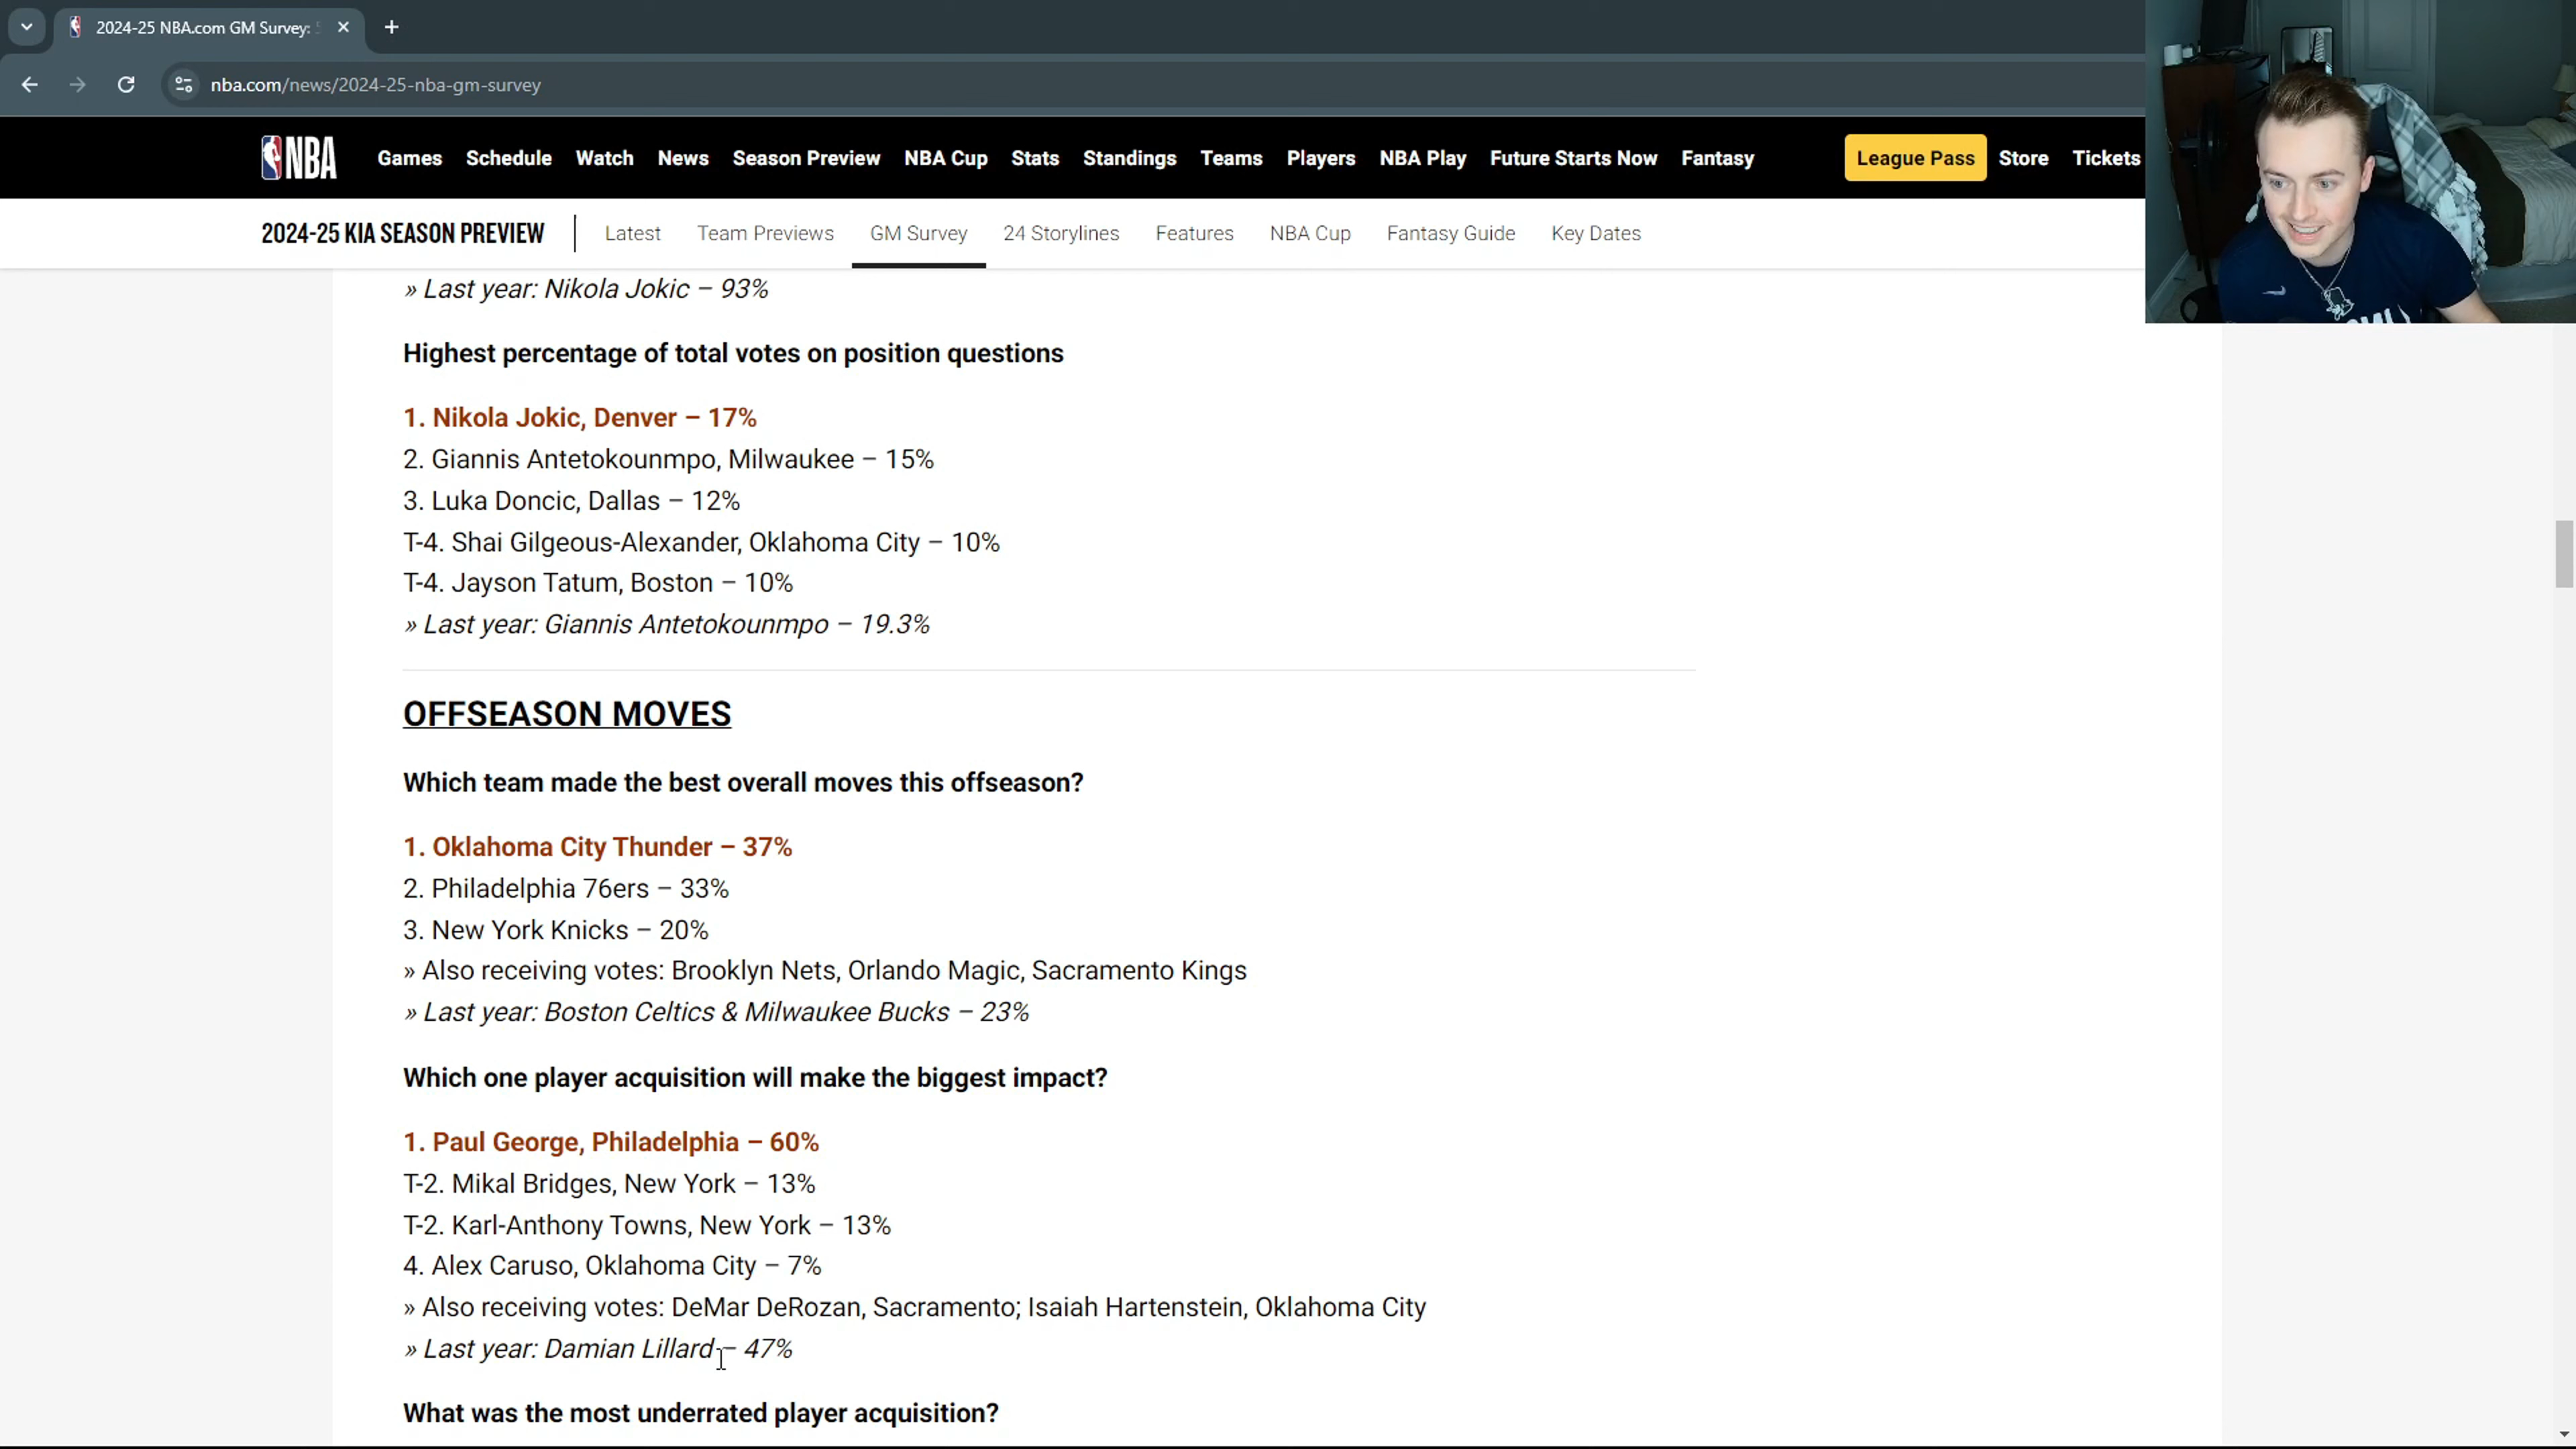 2024-25 NBA.com GM Survey:
nba.com/news/2024-25-nba-gm-survey
NBA Games Schedule Watch News Season Preview NBA Cup Stats Standings Teams Players NBA Play Future Starts Now Fantasy League Pass Store Tickets
2024-25 KIA SEASON PREVIEW Latest Team Previews GM Survey 24 Storylines Features NBA Cup Fantasy Guide Key Dates
» Last year: Nikola Jokic – 93%
Highest percentage of total votes on position questions
1. Nikola Jokic, Denver – 17%
2. Giannis Antetokounmpo, Milwaukee – 15%
3. Luka Doncic, Dallas – 12%
T-4. Shai Gilgeous-Alexander, Oklahoma City – 10%
T-4. Jayson Tatum, Boston – 10%
» Last year: Giannis Antetokounmpo – 19.3%
OFFSEASON MOVES
Which team made the best overall moves this offseason?
1. Oklahoma City Thunder – 37%
2. Philadelphia 76ers – 33%
3. New York Knicks – 20%
» Also receiving votes: Brooklyn Nets, Orlando Magic, Sacramento Kings
» Last year: Boston Celtics & Milwaukee Bucks – 23%
Which one player acquisition will make the biggest impact?
1. Paul George, Philadelphia – 60%
T-2. Mikal Bridges, New York – 13%
T-2. Karl-Anthony Towns, New York – 13%
4. Alex Caruso, Oklahoma City – 7%
» Also receiving votes: DeMar DeRozan, Sacramento; Isaiah Hartenstein, Oklahoma City
» Last year: Damian Lillard – 47%
What was the most underrated player acquisition?